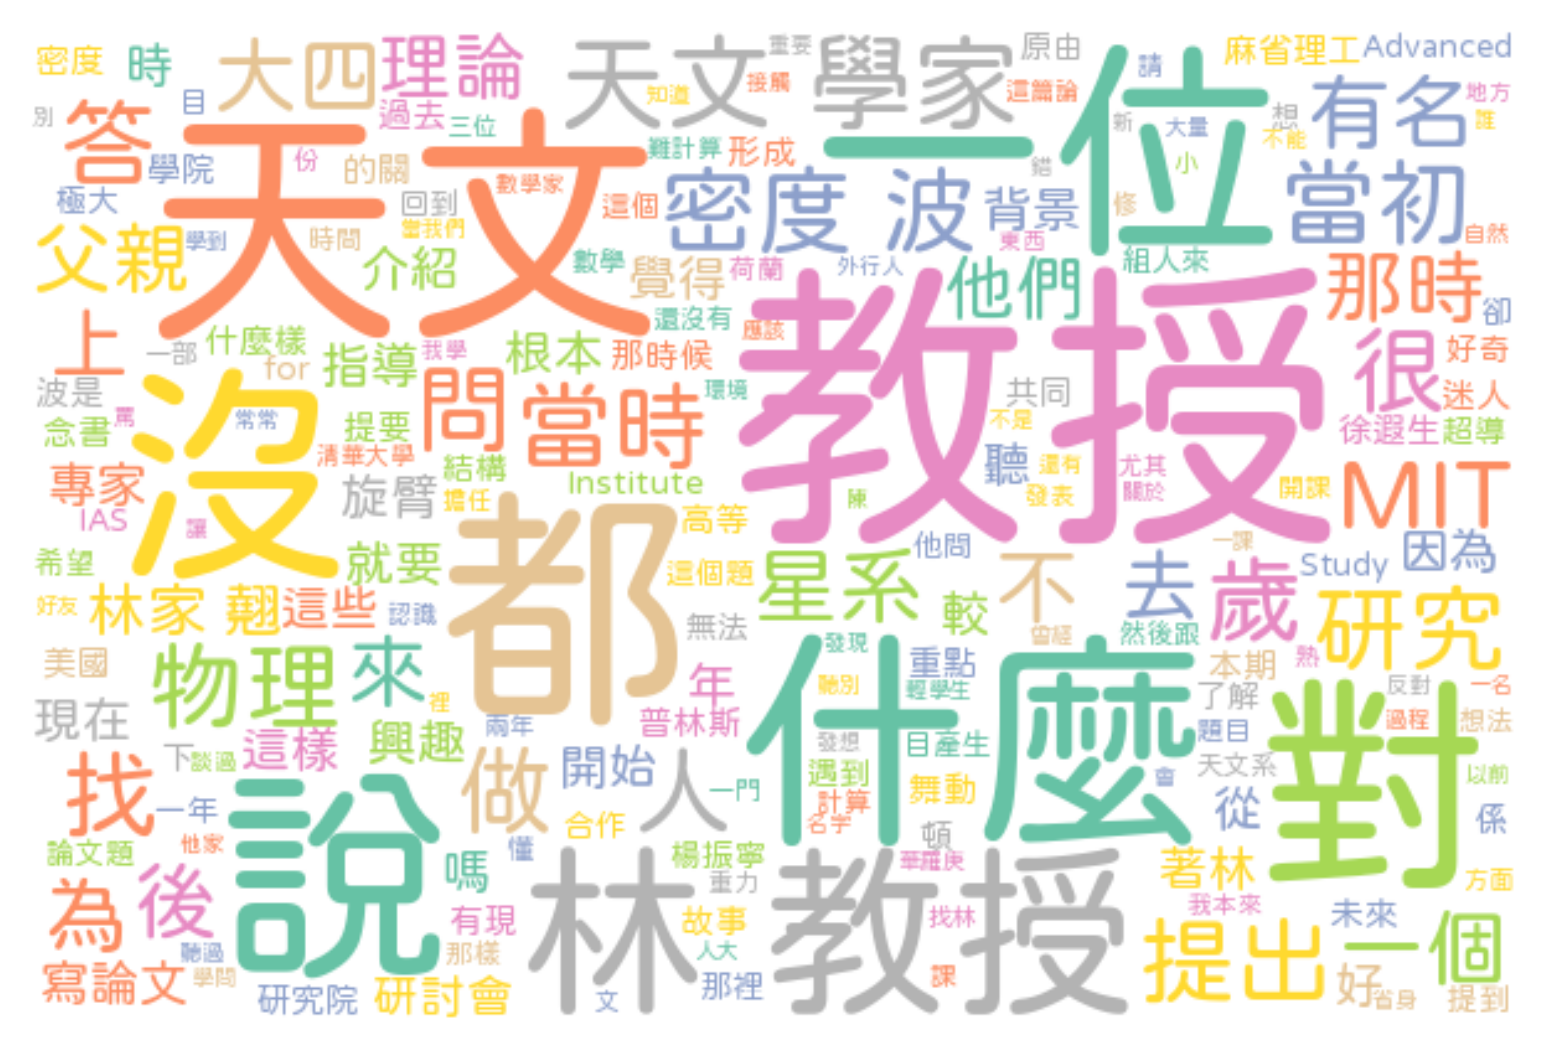 密度 時 大四 理論 天文學家 重要 原由 麻省理工 Advanced
別 目 答 過去 三位 知道 接觸 這篇論 請 有名 地方
學院 份 的關 天文 難計算 形成 一位 新 大量 想 不能 誰
極大 回到 數學家 這個 密度 波 背景 錯 小 修 當初
父親 學到 時間 當我們 介紹 數學 覺得 荷蘭 外行人 他們 東西 組人來 自然
上 一部 什麼樣 for 指導 我學 根本 那時候 還沒有 應該 教授 那時 卻
波是 罵 沒 常常 問 當時 環境 共同 不是 很 好奇 迷人
念書 提要 清華大學 結構 聽 還有 尤其 徐遐生 超導
專家 IAS 讓 旋臂 擔任 Institute 高等 發表 關於 陳 開課 MIT
希望 就要 都 這個題 星系 他問 一課 Study 因為
好友 林家 翹 這些 認識 無法 較 不 曾經 去 然後跟 歲 研究
美國 物理 來 裡 年 發現 重點 本期 熱 反對 一名
現在 這樣 興趣 兩年 普林斯 什麼 聽別 輕學生 了解 題目 對 過程 想法
下 談過 找 一年 做 開始 人 一門 發想 目產生 遇到 舞動 會 天文系 從 以前 係
論文題 他家 說 懂 合作 計算 名字 頓
為 後 嗎 楊振寧 重力 林教授 華羅庚 著林 方面
有現 故事 找林 我本來 未來 一個
聽過 那樣 人大 提出
寫論文 學問 研究院 研討會 文 那裡 課 好 省身 提到